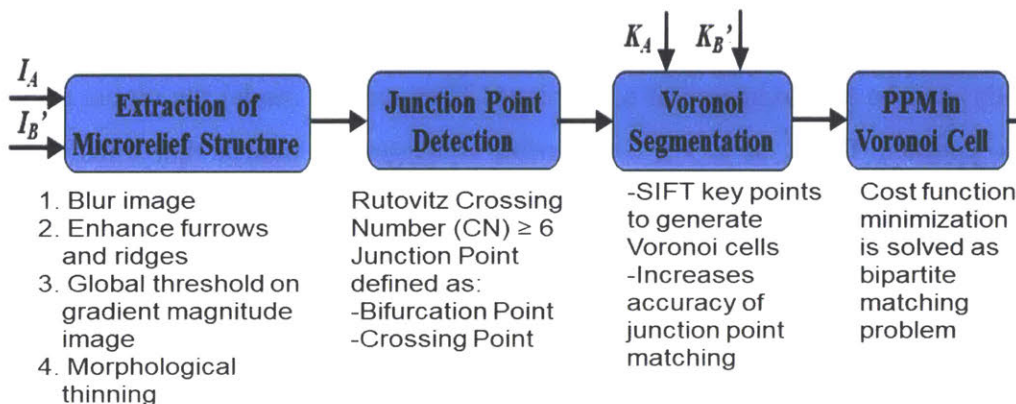 I_A
I_B'
Extraction of
Microrelief Structure
1. Blur image
2. Enhance furrows
and ridges
3. Global threshold on
gradient magnitude
image
4. Morphological
thinning
Junction Point
Detection
Rutovitz Crossing
Number (CN) ≥ 6
Junction Point
defined as:
-Bifurcation Point
-Crossing Point
K_A
K_B'
Voronoi
Segmentation
-SIFT key points
to generate
Voronoi cells
-Increases
accuracy of
junction point
matching
PPM in
Voronoi Cell
Cost function
minimization
is solved as
bipartite
matching
problem